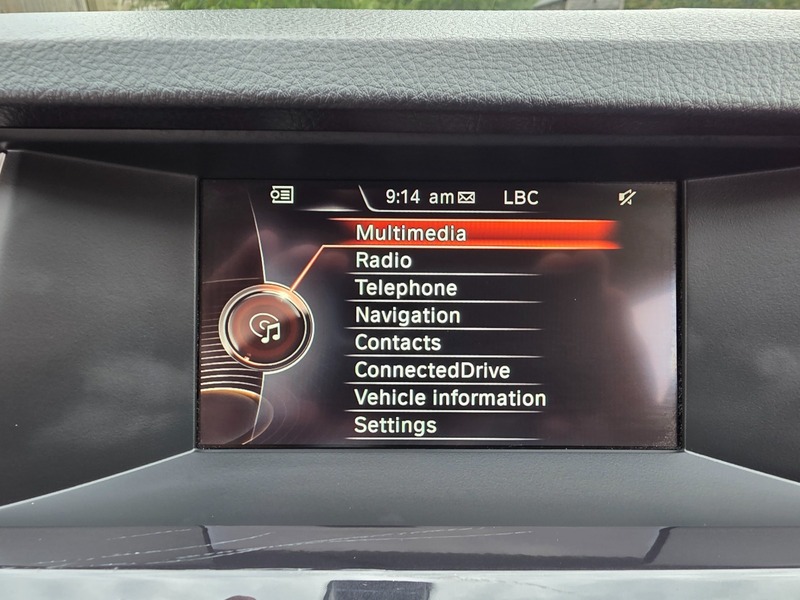 9:14 am LBC
Multimedia
Radio
Telephone
Navigation
Contacts
ConnectedDrive
Vehicle information
Settings